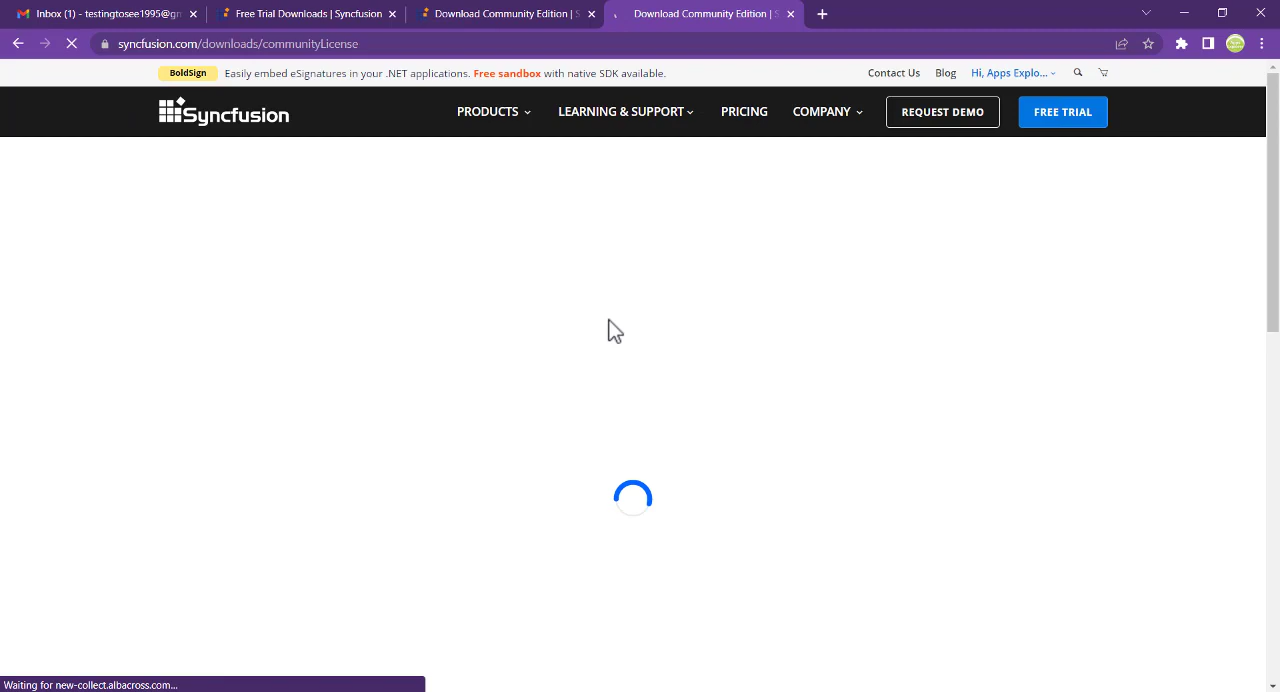 Inbox (1) - testingtosee1995@gm
Free Trial Downloads | Syncfusion
Download Community Edition | S
Download Community Edition | S
syncfusion.com/downloads/communityLicense
BoldSign Easily embed eSignatures in your .NET applications. Free sandbox with native SDK available. Contact Us Blog Hi, Apps Explo...
Syncfusion PRODUCTS LEARNING & SUPPORT PRICING COMPANY REQUEST DEMO FREE TRIAL
Waiting for new-collect.albacross.com...